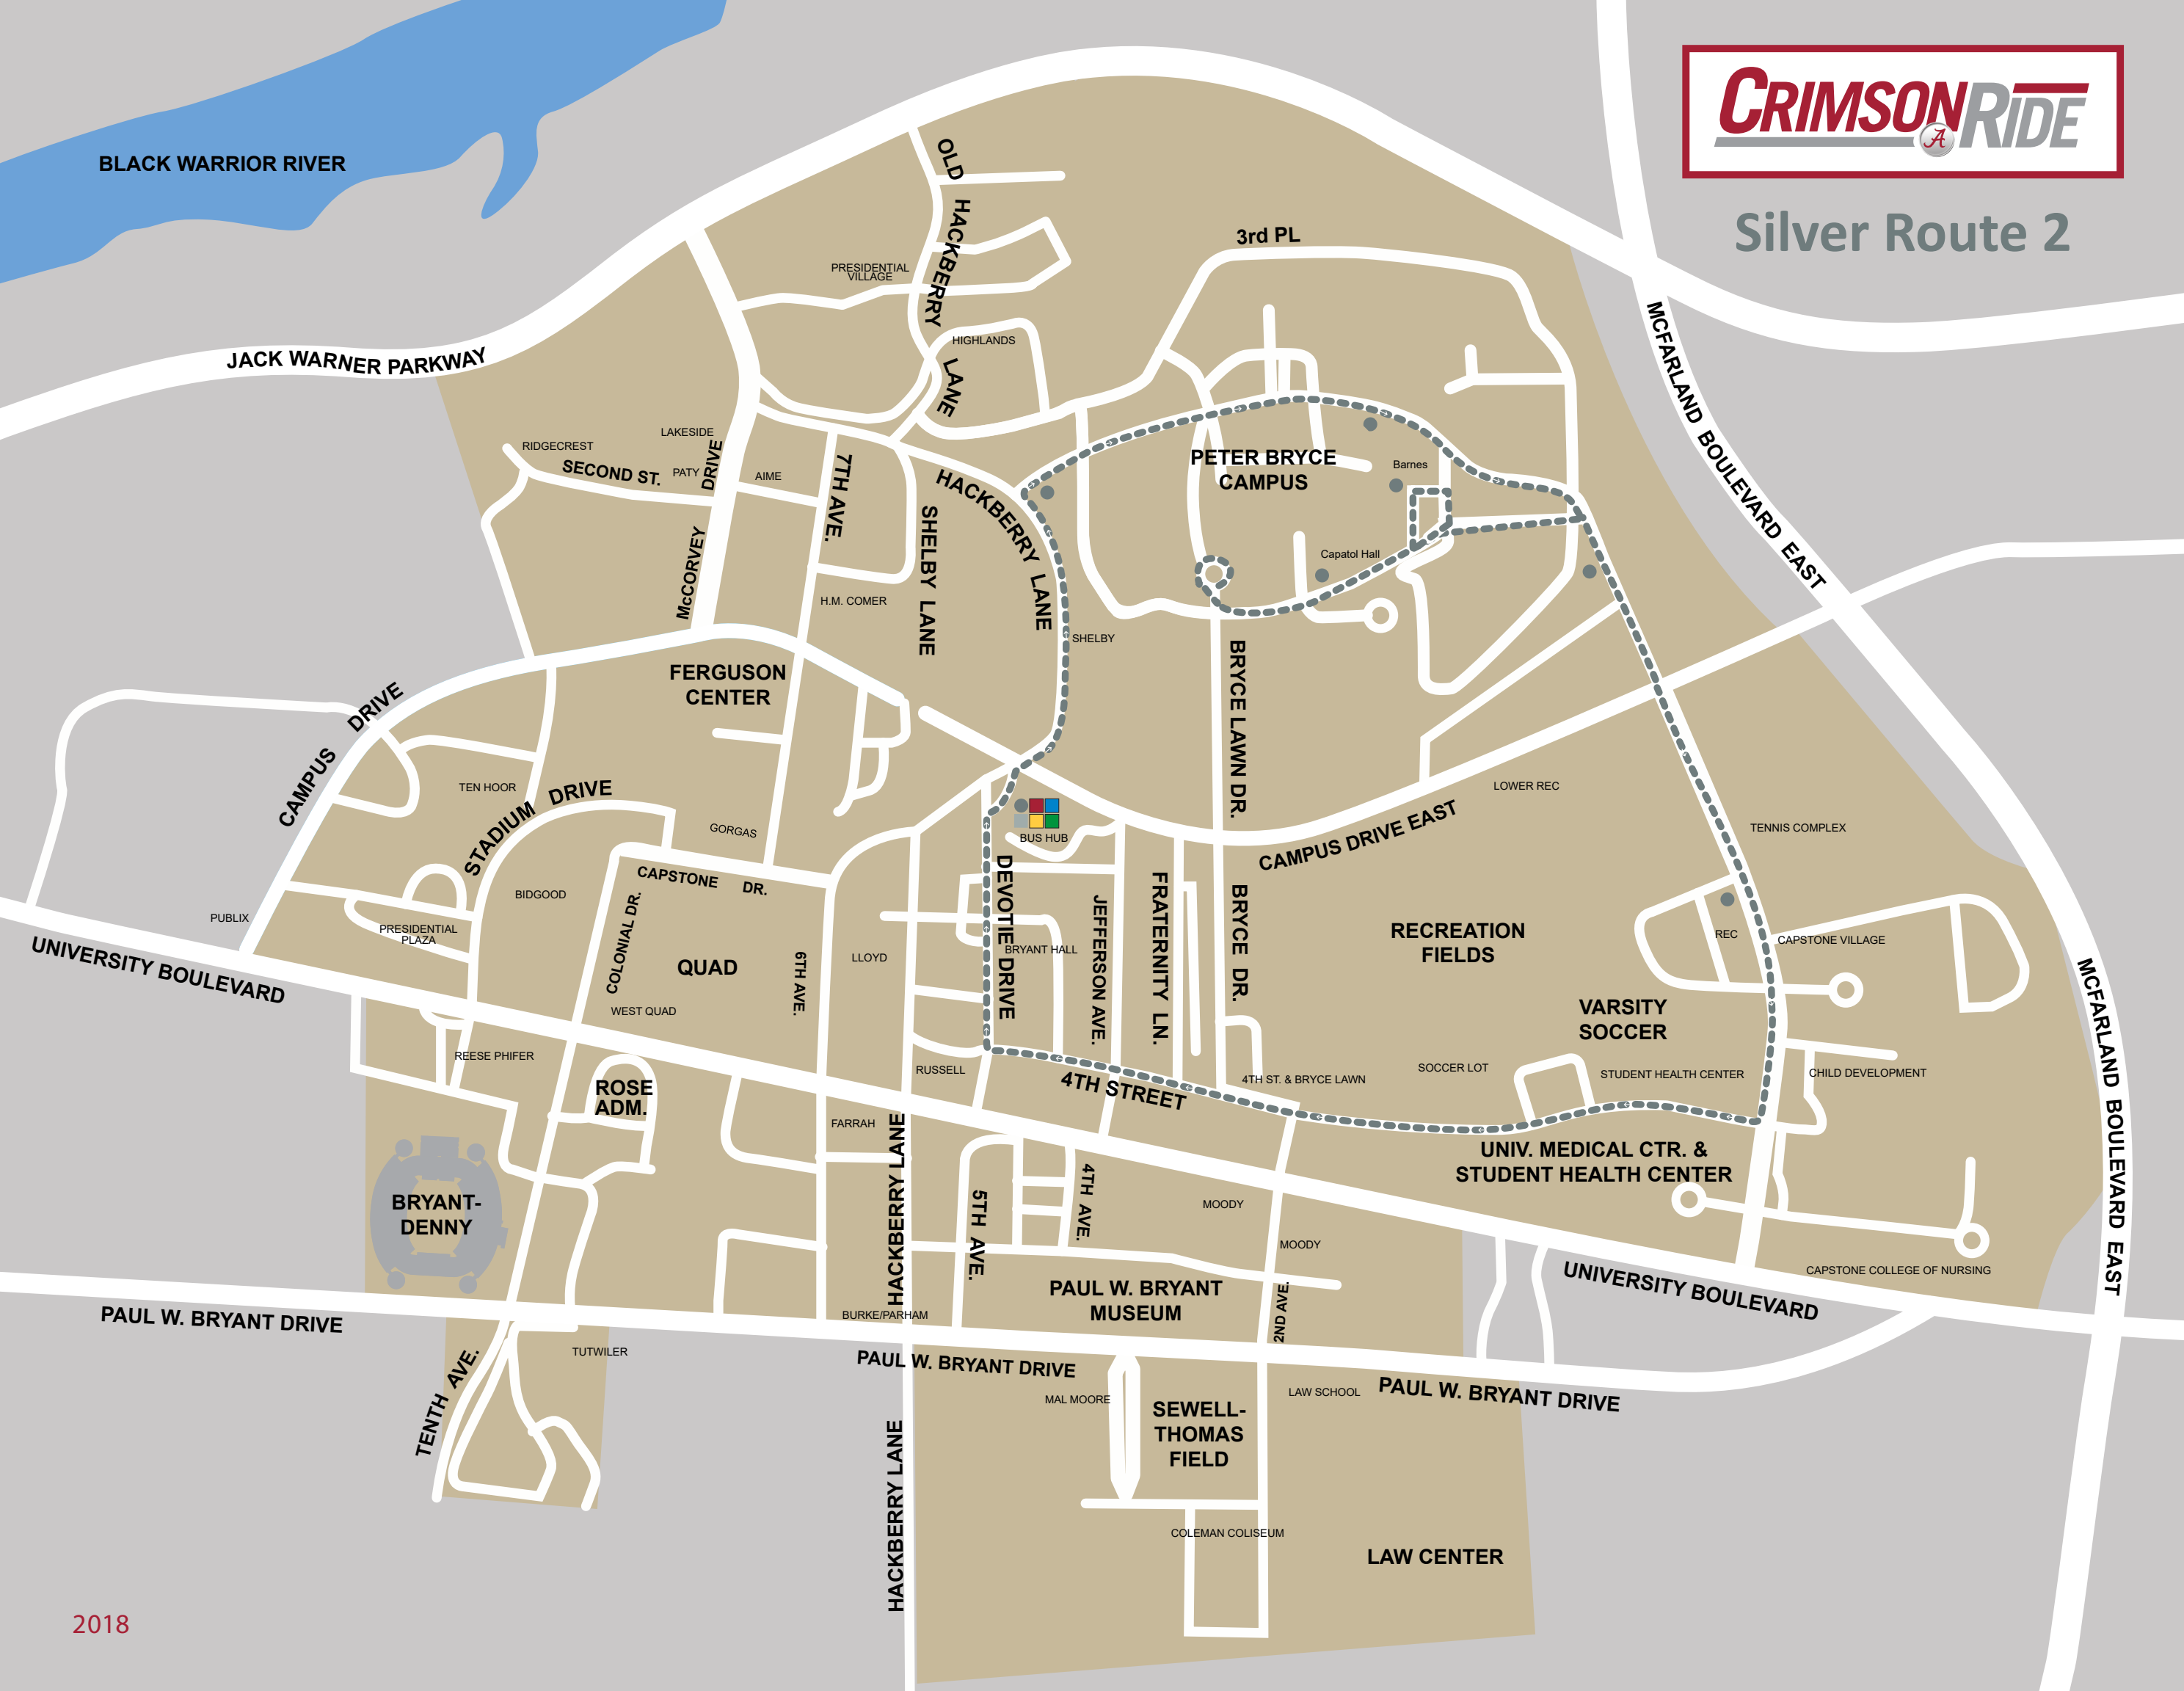 CRIMSONRIDE
A
Silver Route 2
BLACK WARRIOR RIVER
JACK WARNER PARKWAY
OLD HACKBERRY LANE
PRESIDENTIAL
VILLAGE
HIGHLANDS
3rd PL
MCFARLAND BOULEVARD EAST
LAKESIDE
RIDGECREST
SECOND ST.
PATY
McCORVEY DRIVE
AIME
7TH AVE.
HACKBERRY LANE
SHELBY LANE
H.M. COMER
SHELBY
PETER BRYCE
CAMPUS
Barnes
Capatol Hall
BRYCE LAWN DR.
FERGUSON
CENTER
CAMPUS DRIVE
TEN HOOR
STADIUM DRIVE
GORGAS
CAPSTONE DR.
BUS HUB
CAMPUS DRIVE EAST
LOWER REC
TENNIS COMPLEX
PUBLIX
PRESIDENTIAL
PLAZA
BIDGOOD
COLONIAL DR.
QUAD
WEST QUAD
6TH AVE.
LLOYD
DEVOTIE DRIVE
BRYANT HALL
JEFFERSON AVE.
FRATERNITY LN.
BRYCE DR.
RECREATION
FIELDS
REC
CAPSTONE VILLAGE
UNIVERSITY BOULEVARD
VARSITY
SOCCER
MCFARLAND BOULEVARD EAST
REESE PHIFER
ROSE
ADM.
RUSSELL
4TH STREET
4TH ST. & BRYCE LAWN
SOCCER LOT
STUDENT HEALTH CENTER
CHILD DEVELOPMENT
FARRAH
HACKBERRY LANE
UNIV. MEDICAL CTR. &
STUDENT HEALTH CENTER
BRYANT-
DENNY
5TH AVE.
4TH AVE.
MOODY
MOODY
PAUL W. BRYANT
MUSEUM
2ND AVE.
UNIVERSITY BOULEVARD
CAPSTONE COLLEGE OF NURSING
PAUL W. BRYANT DRIVE
BURKE/PARHAM
TUTWILER
TENTH AVE.
PAUL W. BRYANT DRIVE
MAL MOORE
SEWELL-
THOMAS
FIELD
LAW SCHOOL
PAUL W. BRYANT DRIVE
HACKBERRY LANE
COLEMAN COLISEUM
LAW CENTER
2018